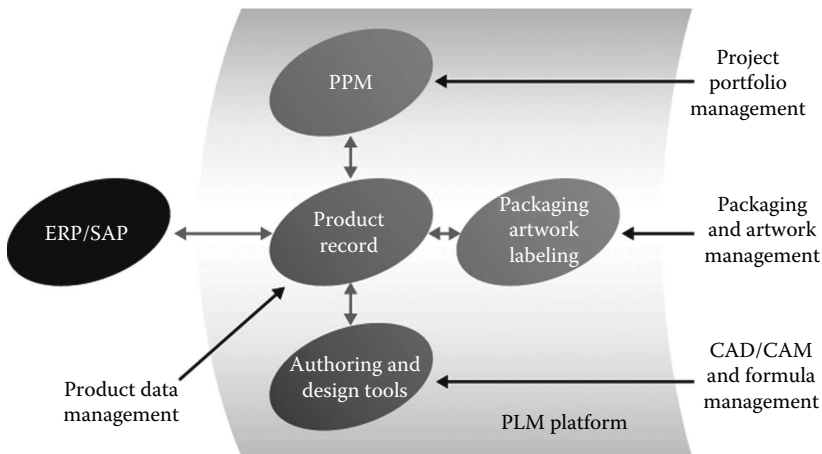 PPM
Project
portfolio
management
ERP/SAP
Product
record
Packaging
artwork
labeling
Packaging
and artwork
management
Authoring and
design tools
CAD/CAM
and formula
management
Product data
management
PLM platform